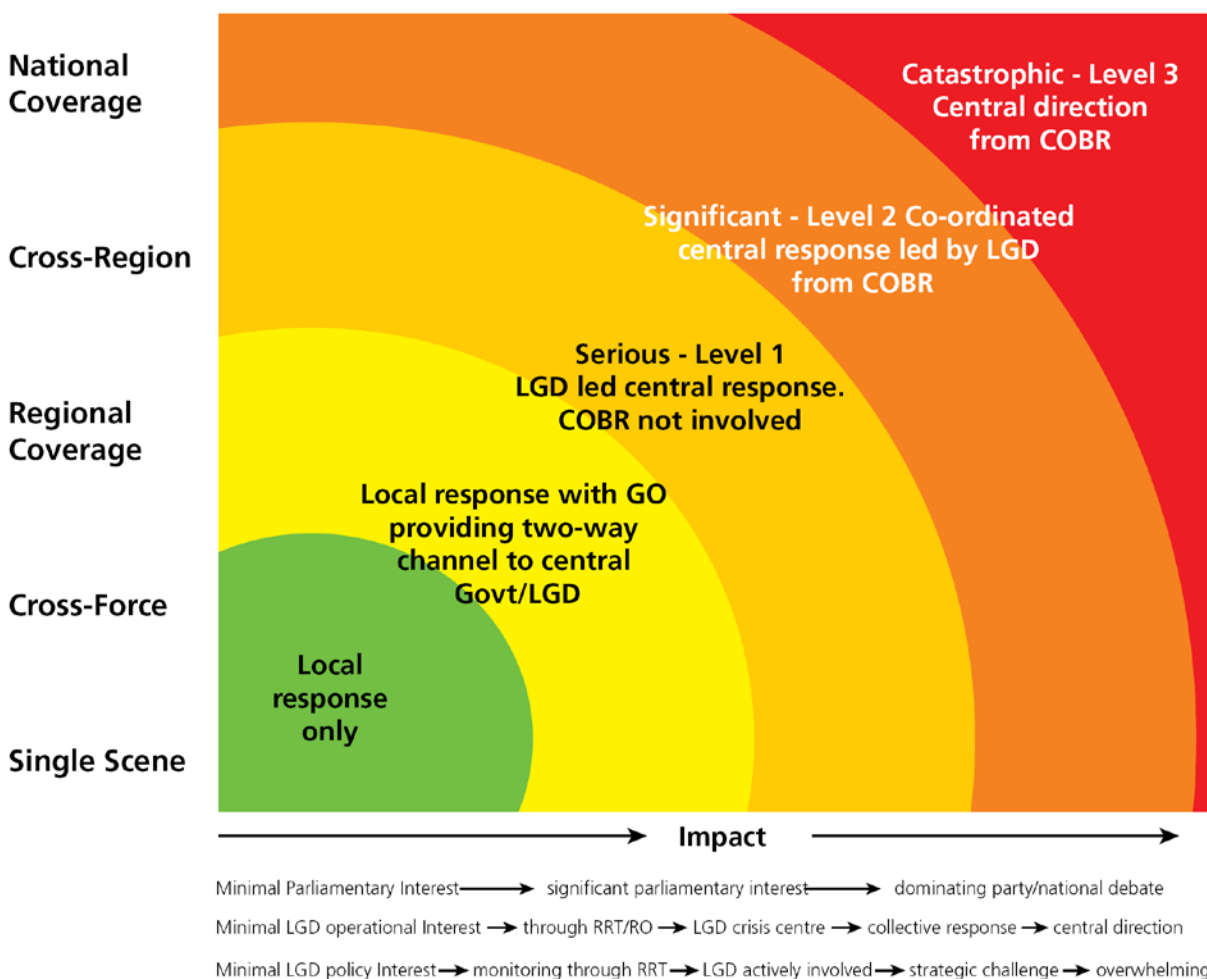 National
Coverage
Catastrophic - Level 3
Central direction
from COBR
Cross-Region
Significant - Level 2 Co-ordinated
central response led by LGD
from COBR
Regional
Coverage
Serious - Level 1
LGD led central response.
COBR not involved
Local response with GO
providing two-way
channel to central
Govt/LGD
Cross-Force
Local
response
only
Single Scene
Impact
Minimal Parliamentary Interest → significant parliamentary interest → dominating party/national debate
Minimal LGD operational Interest → through RRT/RO → LGD crisis centre → collective response → central direction
Minimal LGD policy Interest → monitoring through RRT → LGD actively involved → strategic challenge → overwhelming